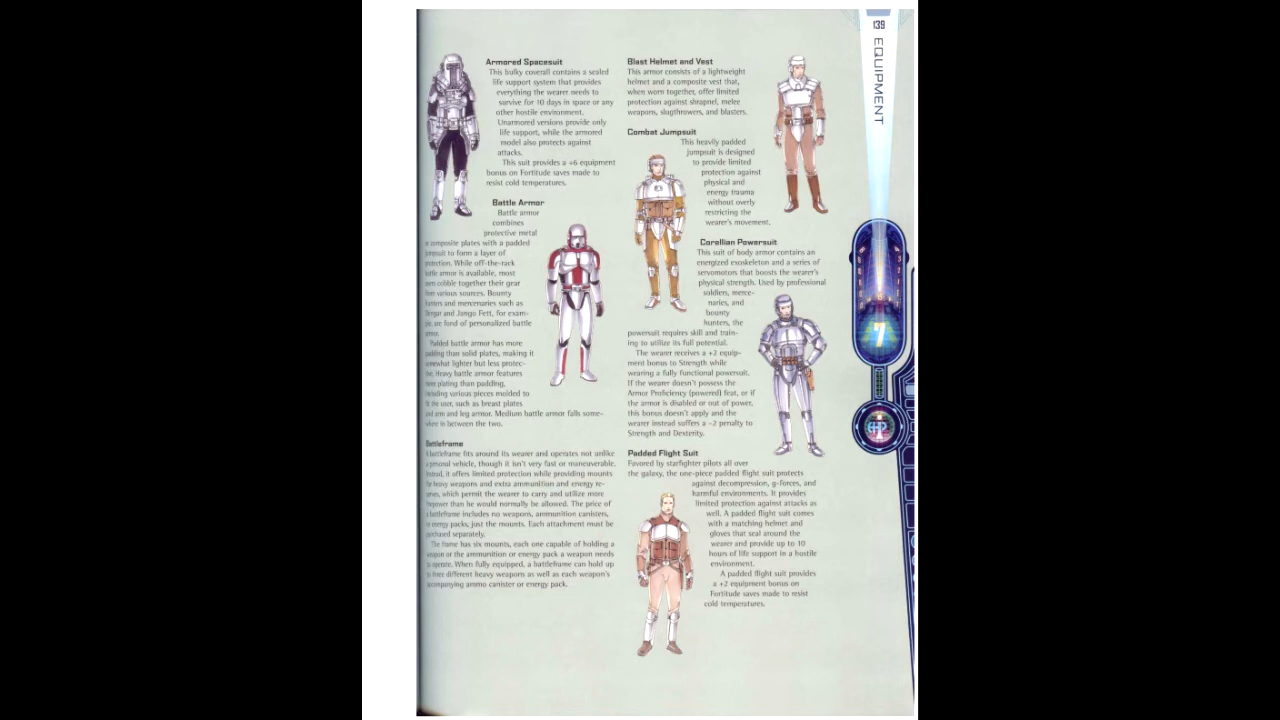 139
EQUIPMENT
Armored Spacesuit
This bulky coverall contains a sealed
life support system that provides
everything the wearer needs to
survive for 10 days in space or any
other hostile environment.
Unarmored versions provide only
life support, while the armored
model also protects against
attacks.
This suit provides a +6 equipment
bonus on Fortitude saves made to
resist cold temperatures.
Battle Armor
Battle armor
combines
protective metal
or composite plates with a padded
jumpsuit to form a layer of
protection. While off-the-rack
battle armor is available, most
cobble together their gear
from various sources. Bounty
hunters and mercenaries such as
Dengar and Jango Fett, for exam-
ple, are fond of personalized battle
armor.
Padded battle armor has more
padding than solid plates, making it
somewhat lighter but less protec-
tive. Heavy battle armor features
more plating than padding,
including various pieces molded to
fit the user, such as breast plates
and arm and leg armor. Medium battle armor falls some-
where in between the two.
Battleframe
A battleframe fits around its wearer and operates not unlike
a personal vehicle, though it isn't very fast or maneuverable.
Instead, it offers limited protection while providing mounts
for heavy weapons and extra ammunition and energy re-
serves, which permit the wearer to carry and utilize more
firepower than he would normally be allowed. The price of
a battleframe includes no weapons, ammunition canisters,
or energy packs, just the mounts. Each attachment must be
purchased separately.
The frame has six mounts, each one capable of holding a
weapon or the ammunition or energy pack a weapon needs
to operate. When fully equipped, a battleframe can hold up
to three different heavy weapons as well as each weapon's
accompanying ammo canister or energy pack.
Blast Helmet and Vest
This armor consists of a lightweight
helmet and a composite vest that,
when worn together, offer limited
protection against shrapnel, melee
weapons, slugthrowers, and blasters.
Combat Jumpsuit
This heavily padded
jumpsuit is designed
to provide limited
protection against
physical and
energy trauma
without overly
restricting the
wearer's movement.
Corellian Powersuit
This suit of body armor contains an
energized exoskeleton and a series of
servomotors that boosts the wearer's
physical strength. Used by professional
soldiers, merce-
naries, and
bounty
hunters, the
powersuit requires skill and train-
ing to utilize its full potential.
The wearer receives a +2 equip-
ment bonus to Strength while
wearing a fully functional powersuit.
If the wearer doesn't possess the
Armor Proficiency (powered) feat, or if
the armor is disabled or out of power,
this bonus doesn't apply and the
wearer instead suffers a –2 penalty to
Strength and Dexterity.
Padded Flight Suit
Favored by starfighter pilots all over
the galaxy, the one-piece padded flight suit protects
against decompression, g-forces, and
harmful environments. It provides
limited protection against attacks as
well. A padded flight suit comes
with a matching helmet and
gloves that seal around the
wearer and provide up to 10
hours of life support in a hostile
environment.
A padded flight suit provides
a +2 equipment bonus on
Fortitude saves made to resist
cold temperatures.
7